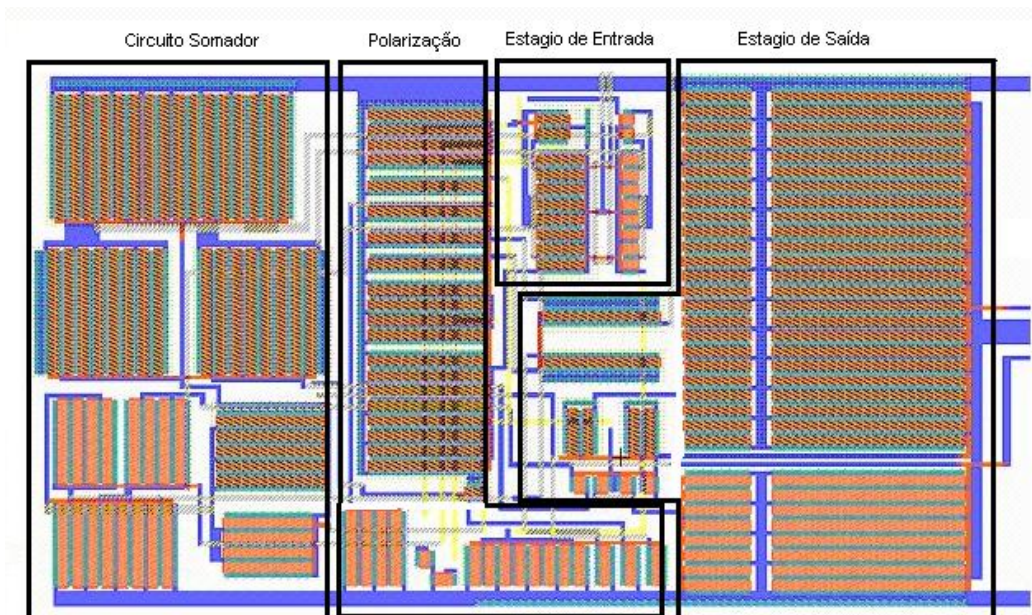 Circuito Somador
Polarização
Estagio de Entrada
Estagio de Saída